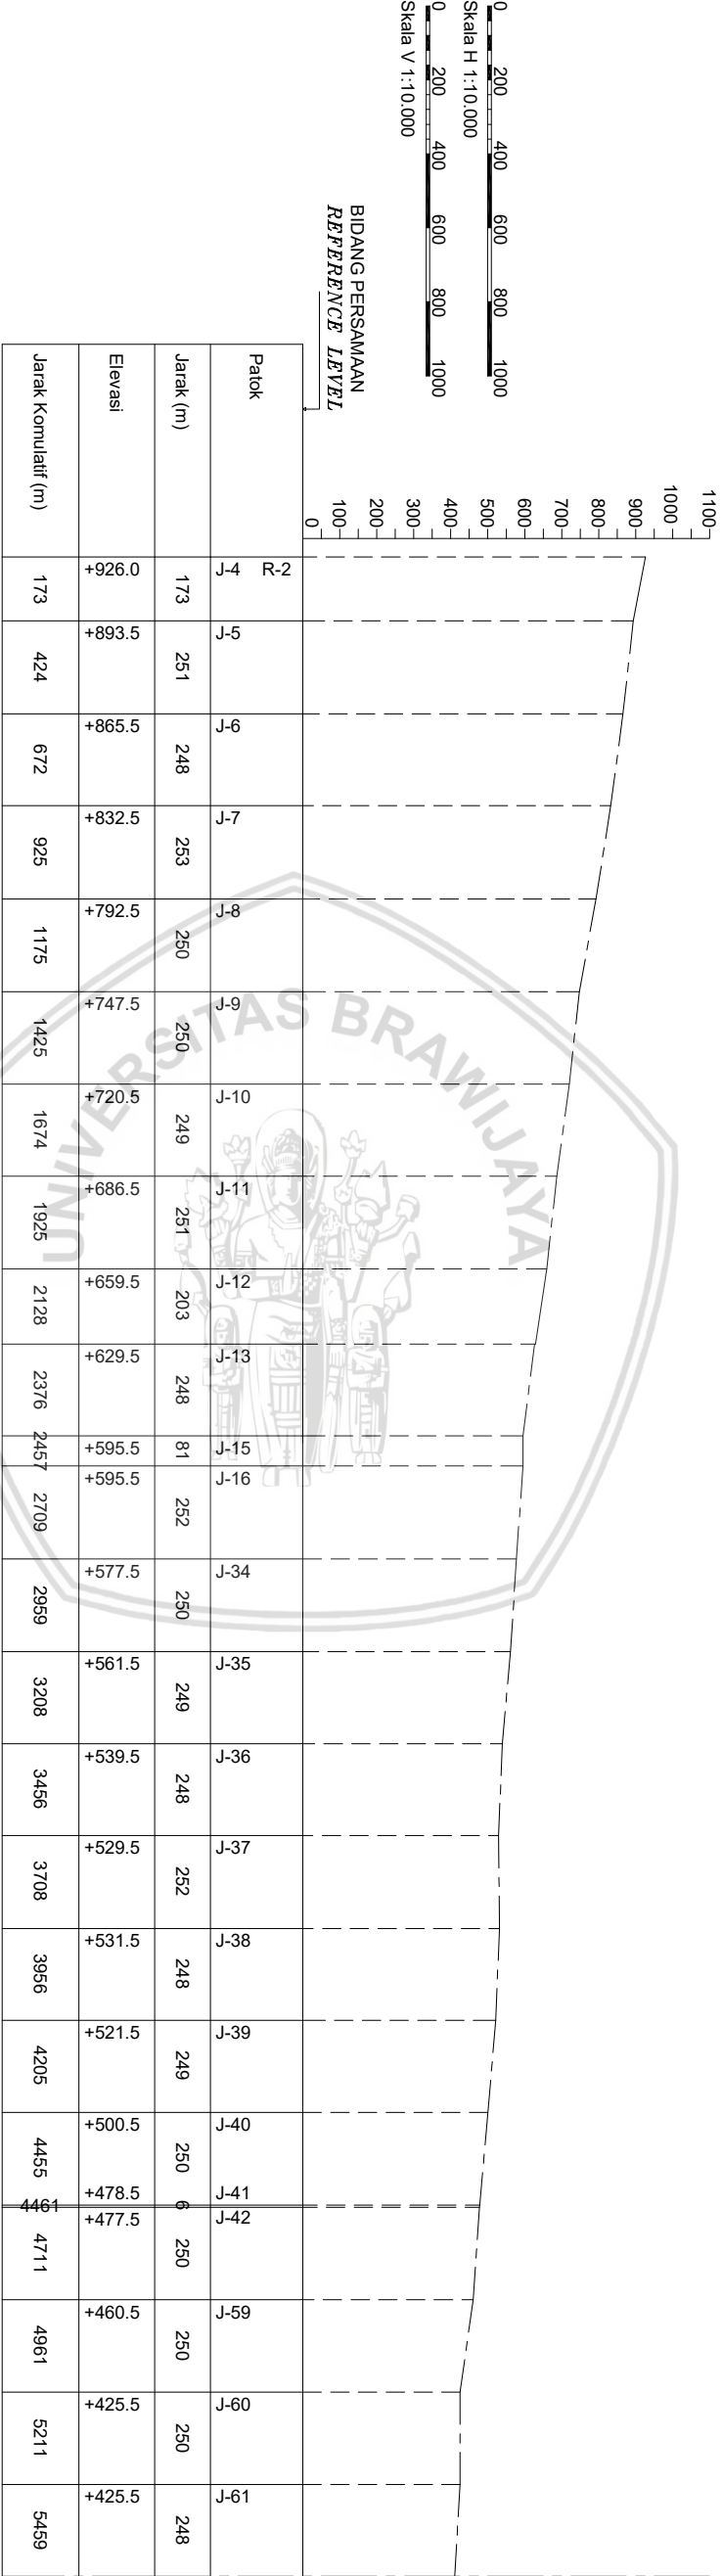 0 200 400 600 800 1000
Skala H 1:10.000
0 200 400 600 800 1000
Skala V 1:10.000
BIDANG PERSAMAAN
REFERENCE LEVEL
1100
1000
900
800
700
600
500
400
300
200
100
0
Patok J-4 R-2 J-5 J-6 J-7 J-8 J-9 J-10 J-11 J-12 J-13 J-15 J-16 J-34 J-35 J-36 J-37 J-38 J-39 J-40 J-41 J-42 J-59 J-60 J-61
Jarak (m) 173 251 248 253 250 250 249 251 203 248 81 252 250 249 248 252 248 249 250 6 250 250 250 248
Elevasi +926.0 +893.5 +865.5 +832.5 +792.5 +747.5 +720.5 +686.5 +659.5 +629.5 +595.5 +595.5 +577.5 +561.5 +539.5 +529.5 +531.5 +521.5 +500.5 +478.5 +477.5 +460.5 +425.5 +425.5
Jarak Komulatif (m) 173 424 672 925 1175 1425 1674 1925 2128 2376 2457 2709 2959 3208 3456 3708 3956 4205 4455 4461 4711 4961 5211 5459
UNIVERSITAS BRAWIJAYA